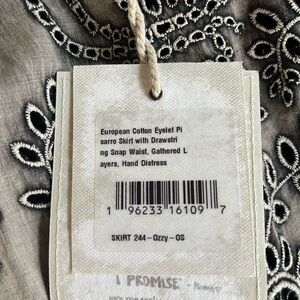 European Cotton Eyelet Pi
sarro Skirt with Drawstri
ng Snap Waist, Gathered L
ayers, Hand Distress
1 96233 16109 7
SKIRT 244-Ozzy-OS
I PROMISE